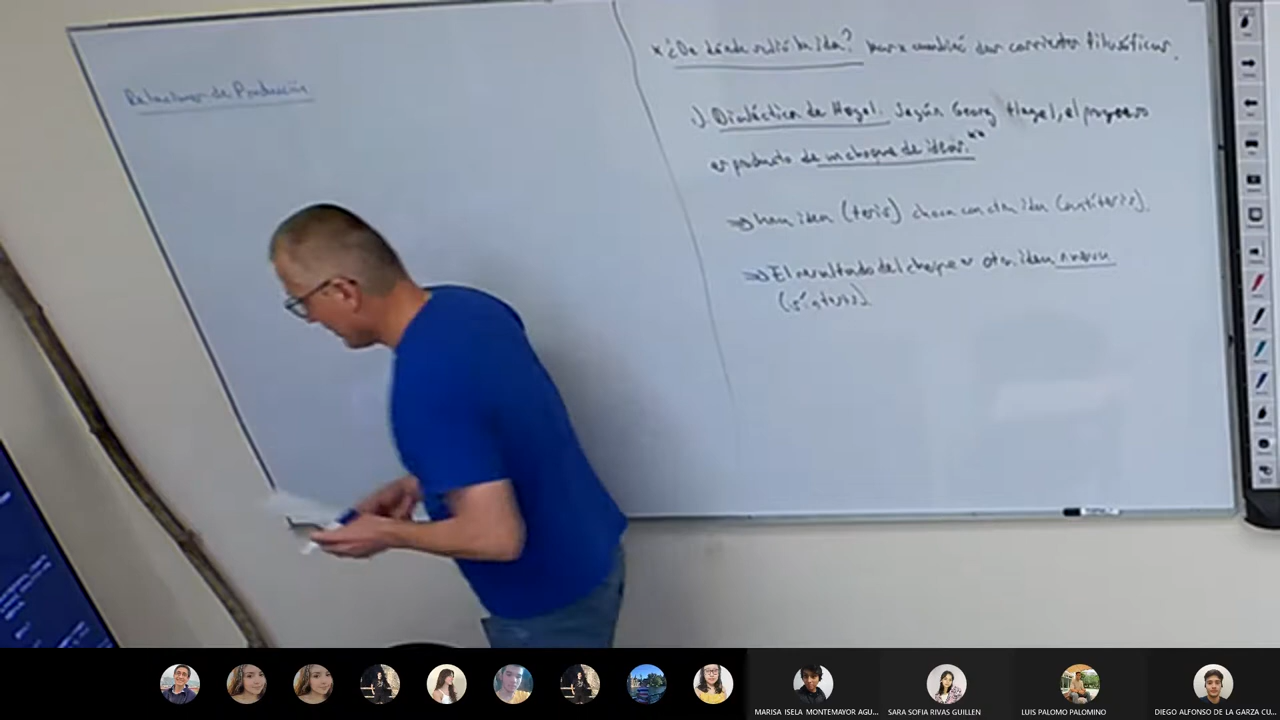 Relaciones de Producción
* ¿De dónde salió la idea? Marx combinó dos corrientes filosóficas.
1. Dialéctica de Hegel. Según Georg Hegel, el progreso
es producto de un choque de ideas.**
⇒ Una idea (tesis) choca con otra idea (antítesis).
⇒ El resultado del choque es otra idea nueva
(síntesis)
MARISA ISELA MONTEMAYOR AGU...
SARA SOFIA RIVAS GUILLEN
LUIS PALOMO PALOMINO
DIEGO ALFONSO DE LA GARZA CU...